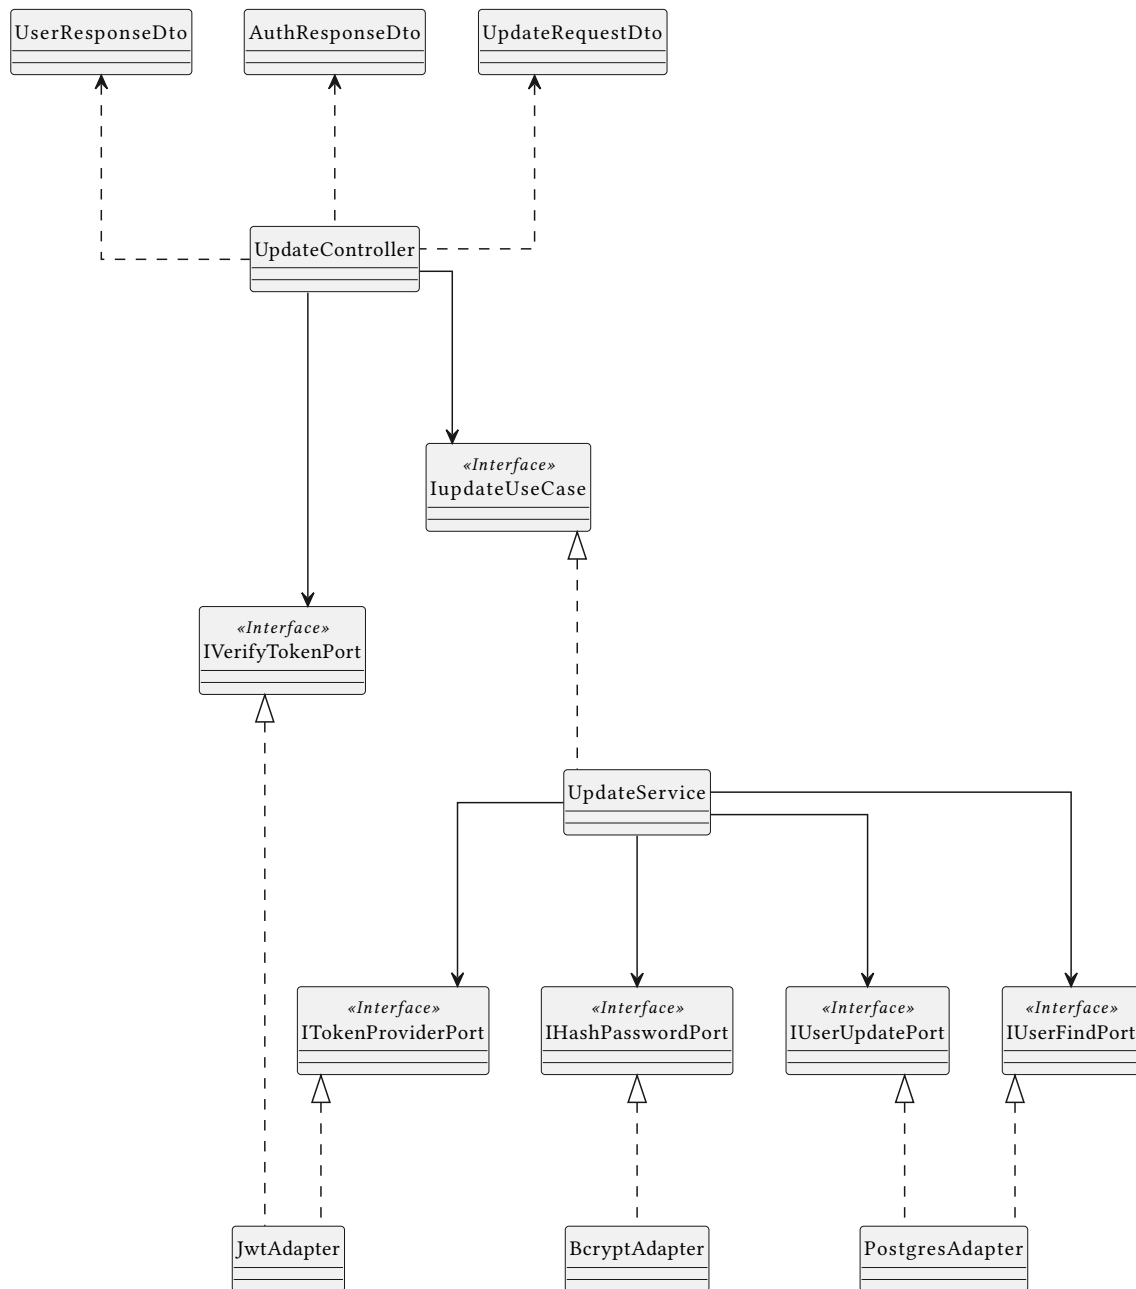 UserResponseDto
AuthResponseDto
UpdateRequestDto
UpdateController
«Interface»
IupdateUseCase
«Interface»
IVerifyTokenPort
UpdateService
«Interface»
ITokenProviderPort
«Interface»
IHashPasswordPort
«Interface»
IUserUpdatePort
«Interface»
IUserFindPort
JwtAdapter
BcryptAdapter
PostgresAdapter